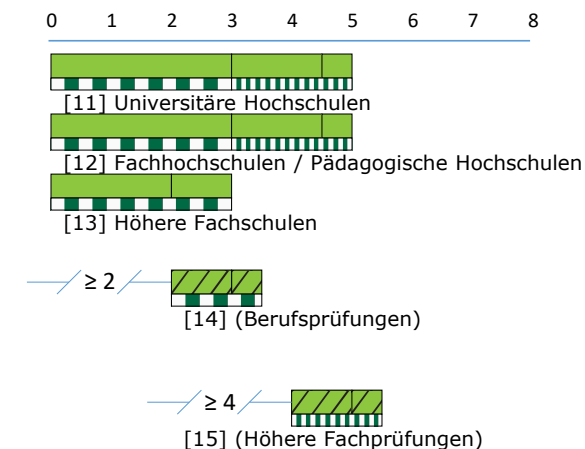 0 1 2 3 4 5 6 7 8
[11] Universitäre Hochschulen
[12] Fachhochschulen / Pädagogische Hochschulen
[13] Höhere Fachschulen
≥ 2
[14] (Berufsprüfungen)
≥ 4
[15] (Höhere Fachprüfungen)